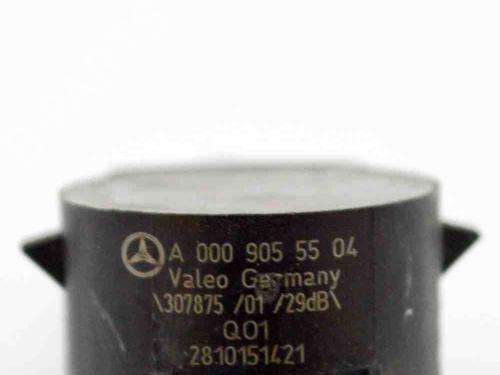 A 000 905 55 04
Valeo Germany
\307875 /01 /29dB\
Q01
2810151421